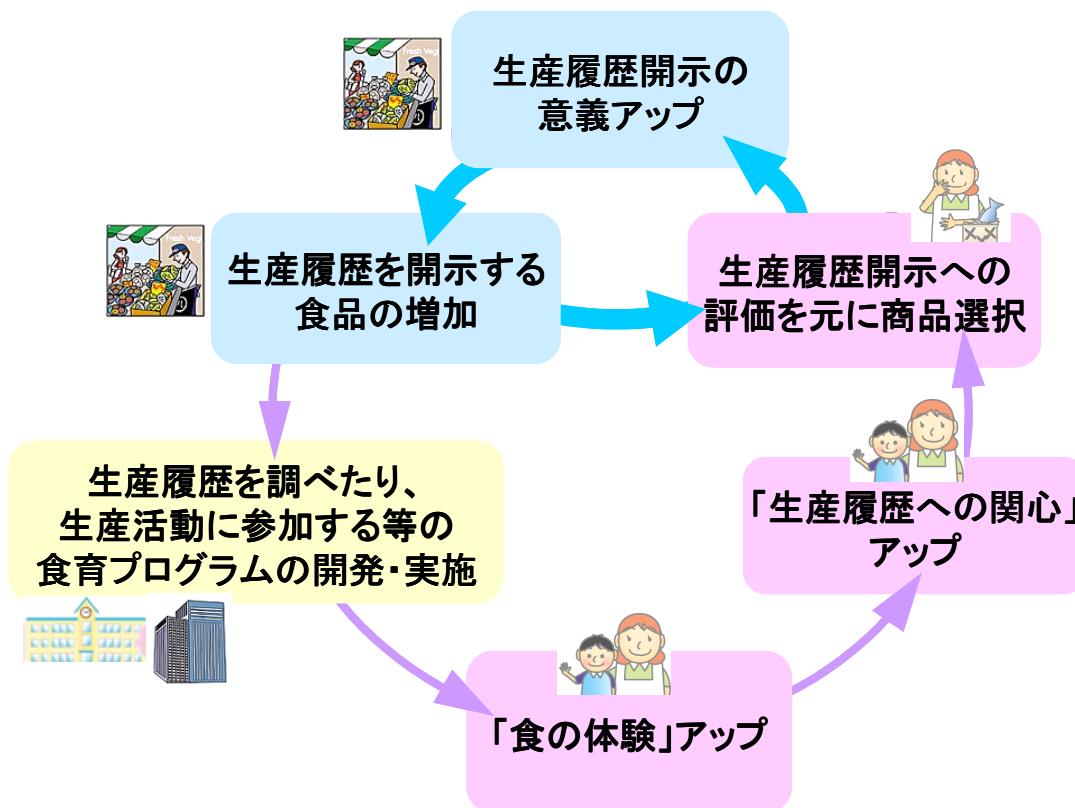 Fresh Veg
生産履歴開示の
意義アップ
Fresh Veg
生産履歴を開示する
食品の増加
生産履歴開示への
評価を元に商品選択
生産履歴を調べたり、
生産活動に参加する等の
食育プログラムの開発・実施
「生産履歴への関心」
アップ
「食の体験」アップ